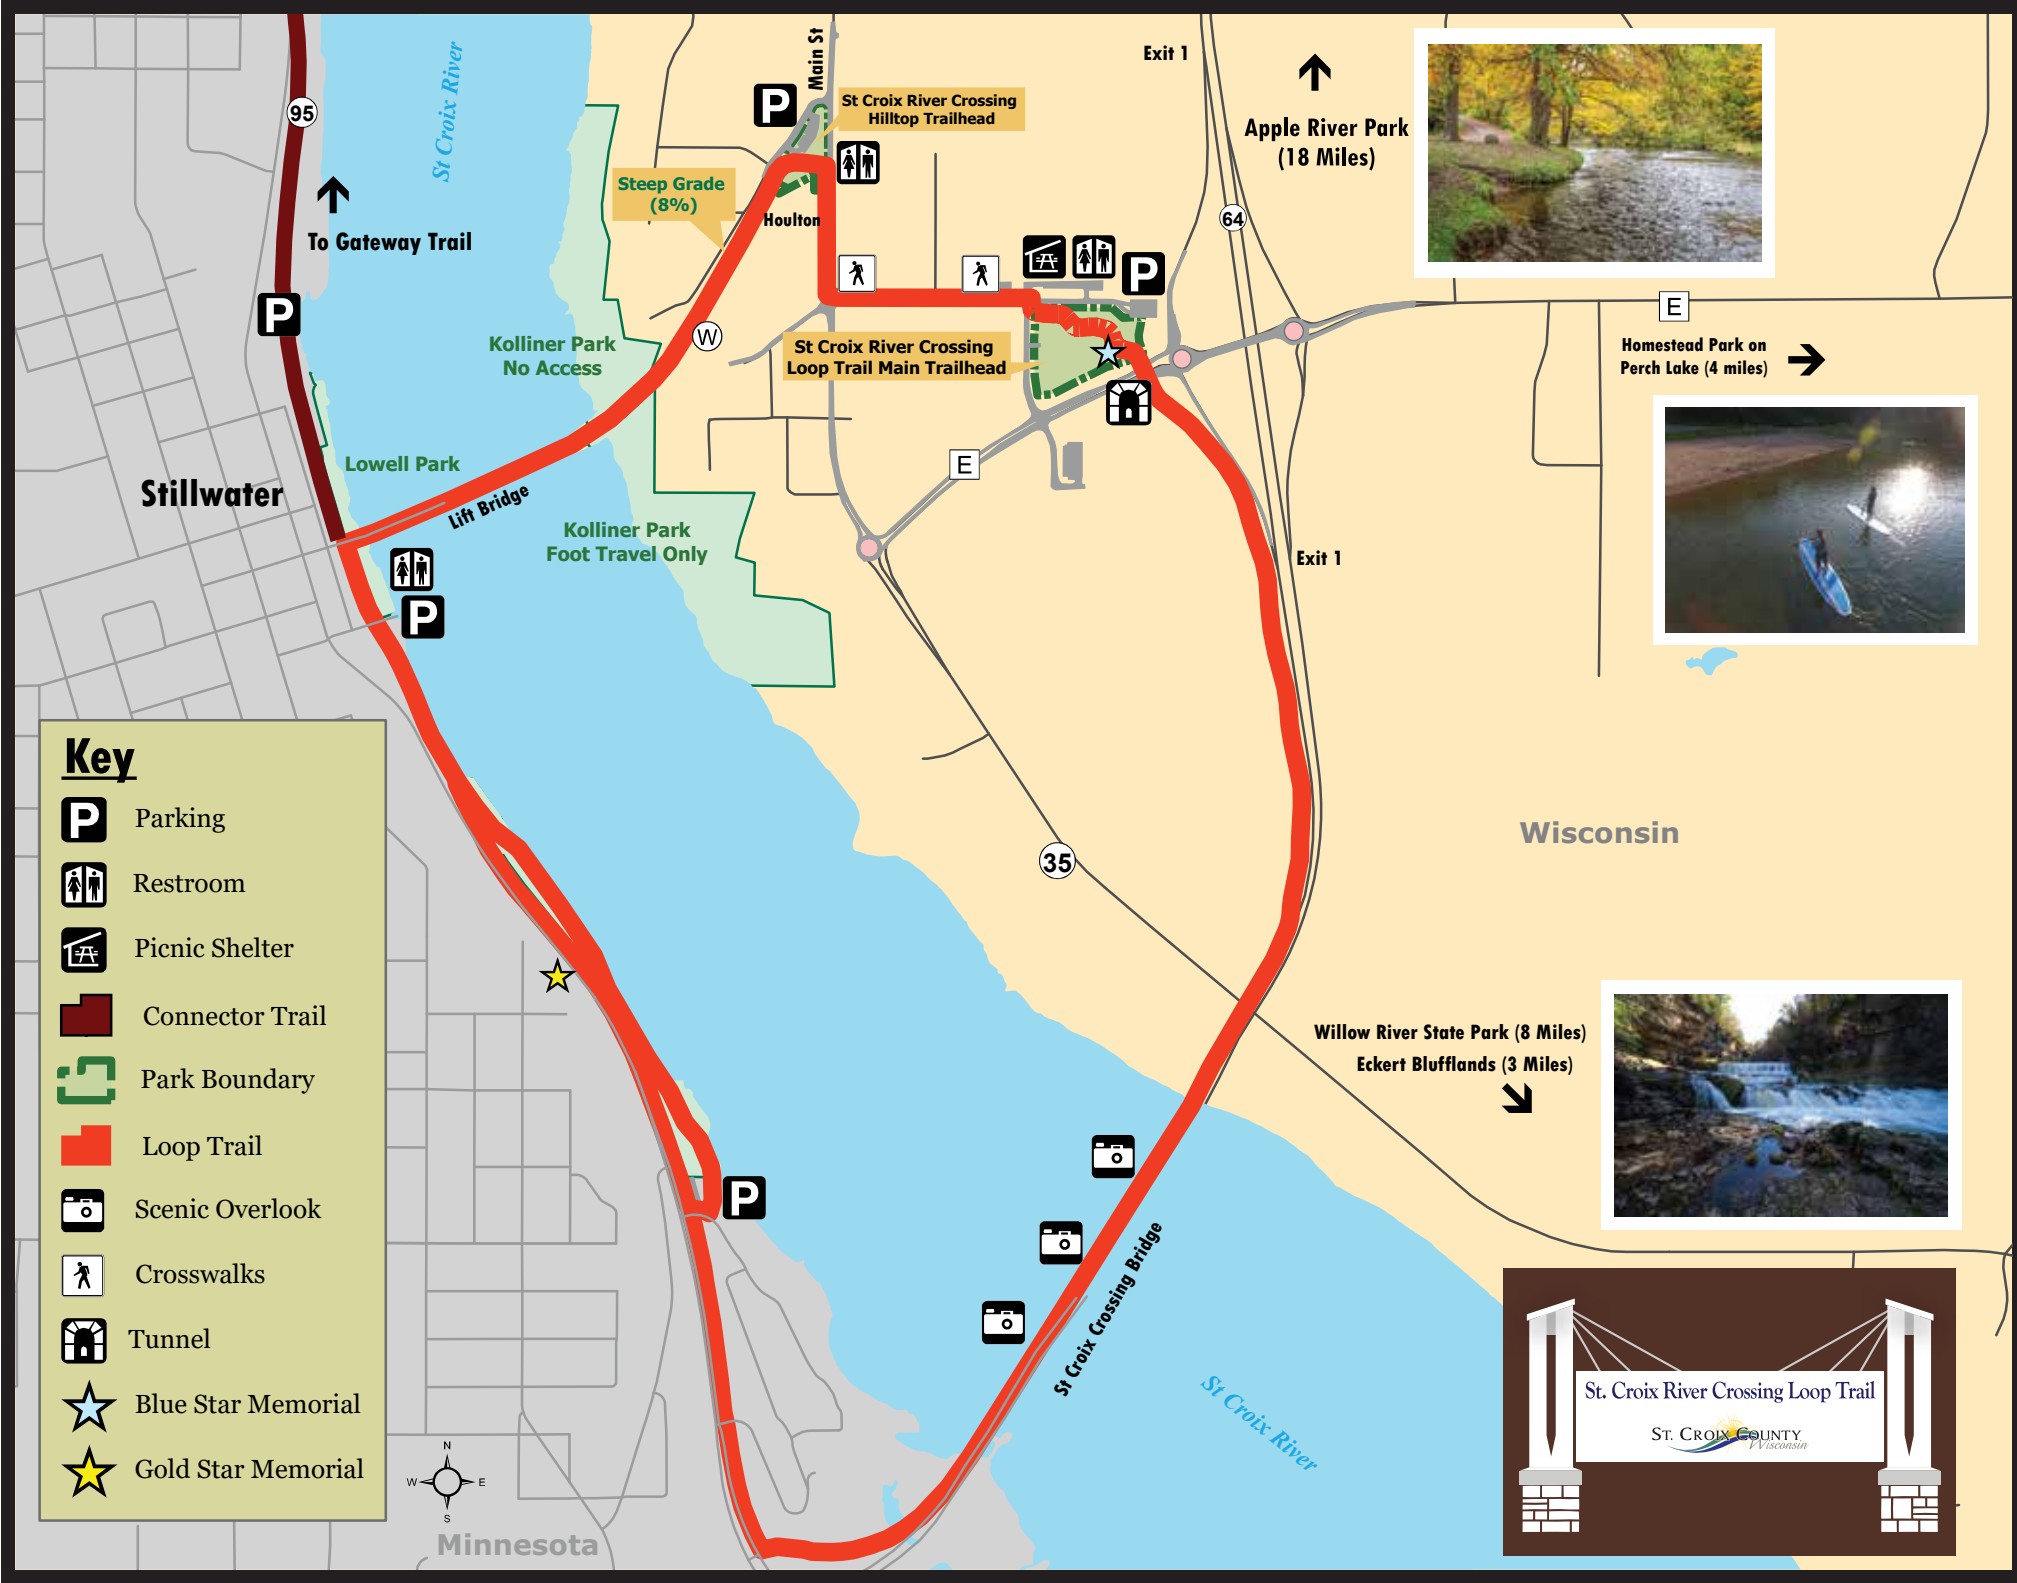 Main St
Exit 1
P
St Croix River Crossing
Hilltop Trailhead
95
St Croix River
Apple River Park
(18 Miles)
Steep Grade
(8%)
Houlton
64
To Gateway Trail
P
P
E
W
Kolliner Park
No Access
St Croix River Crossing
Loop Trail Main Trailhead
Homestead Park on
Perch Lake (4 miles)
Lowell Park
E
Stillwater
Lift Bridge
Kolliner Park
Foot Travel Only
Exit 1
P
Key
P Parking
Restroom
Picnic Shelter
Connector Trail
Park Boundary
Loop Trail
Scenic Overlook
Crosswalks
Tunnel
Blue Star Memorial
Gold Star Memorial
35
Wisconsin
Willow River State Park (8 Miles)
Eckert Blufflands (3 Miles)
P
St Croix Crossing Bridge
St Croix River
St. Croix River Crossing Loop Trail
St. Croix County
Wisconsin
N
W E
S
Minnesota